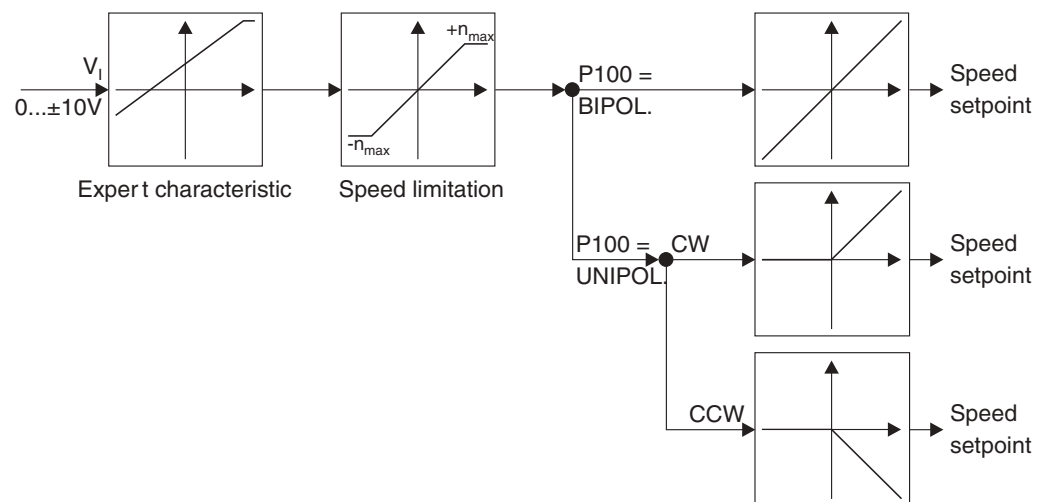 V_I
0...±10V
Expert characteristic
+n_max
-n_max
Speed limitation
P100 =
BIPOL.
Speed
setpoint
P100 =
UNIPOL.
CW
Speed
setpoint
CCW
Speed
setpoint